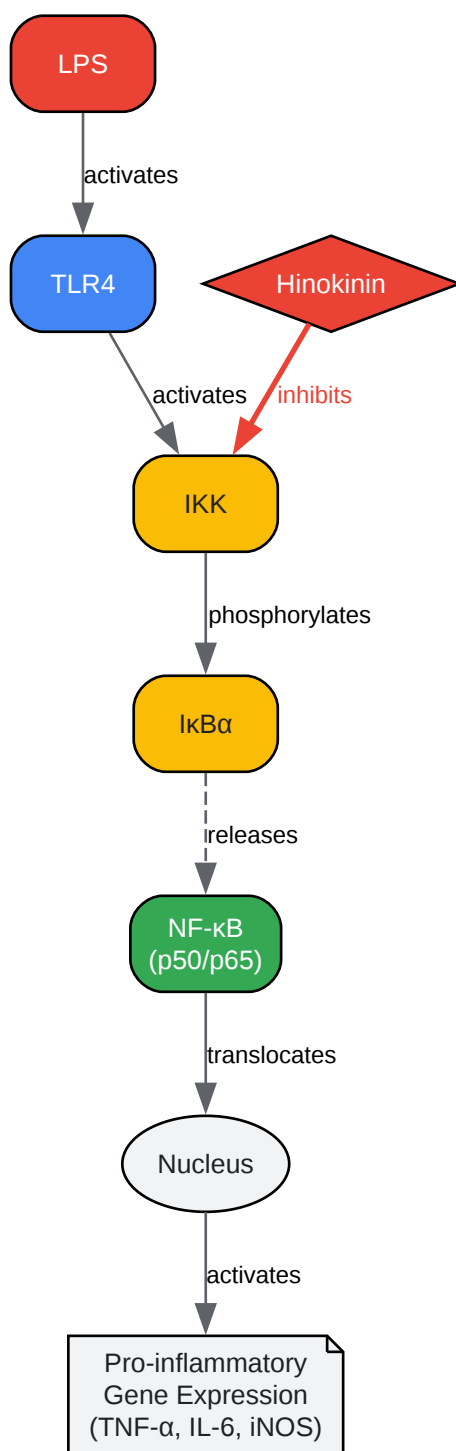 LPS
activates
TLR4
Hinokinin
activates
inhibits
IKK
phosphorylates
IκBα
releases
NF-κB
(p50/p65)
translocates
Nucleus
activates
Pro-inflammatory
Gene Expression
(TNF-α, IL-6, iNOS)